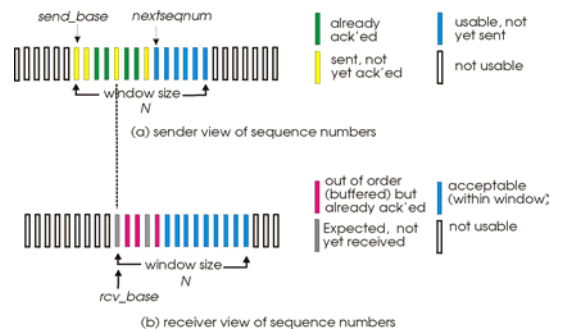 send_base
nextseqnum
already
ack'ed
usable, not
yet sent
sent, not
yet ack'ed
not usable
window size
N
(a) sender view of sequence numbers
out of order
(buffered) but
already ack'ed
acceptable
(within window)
Expected, not
yet received
not usable
window size
N
rcv_base
(b) receiver view of sequence numbers